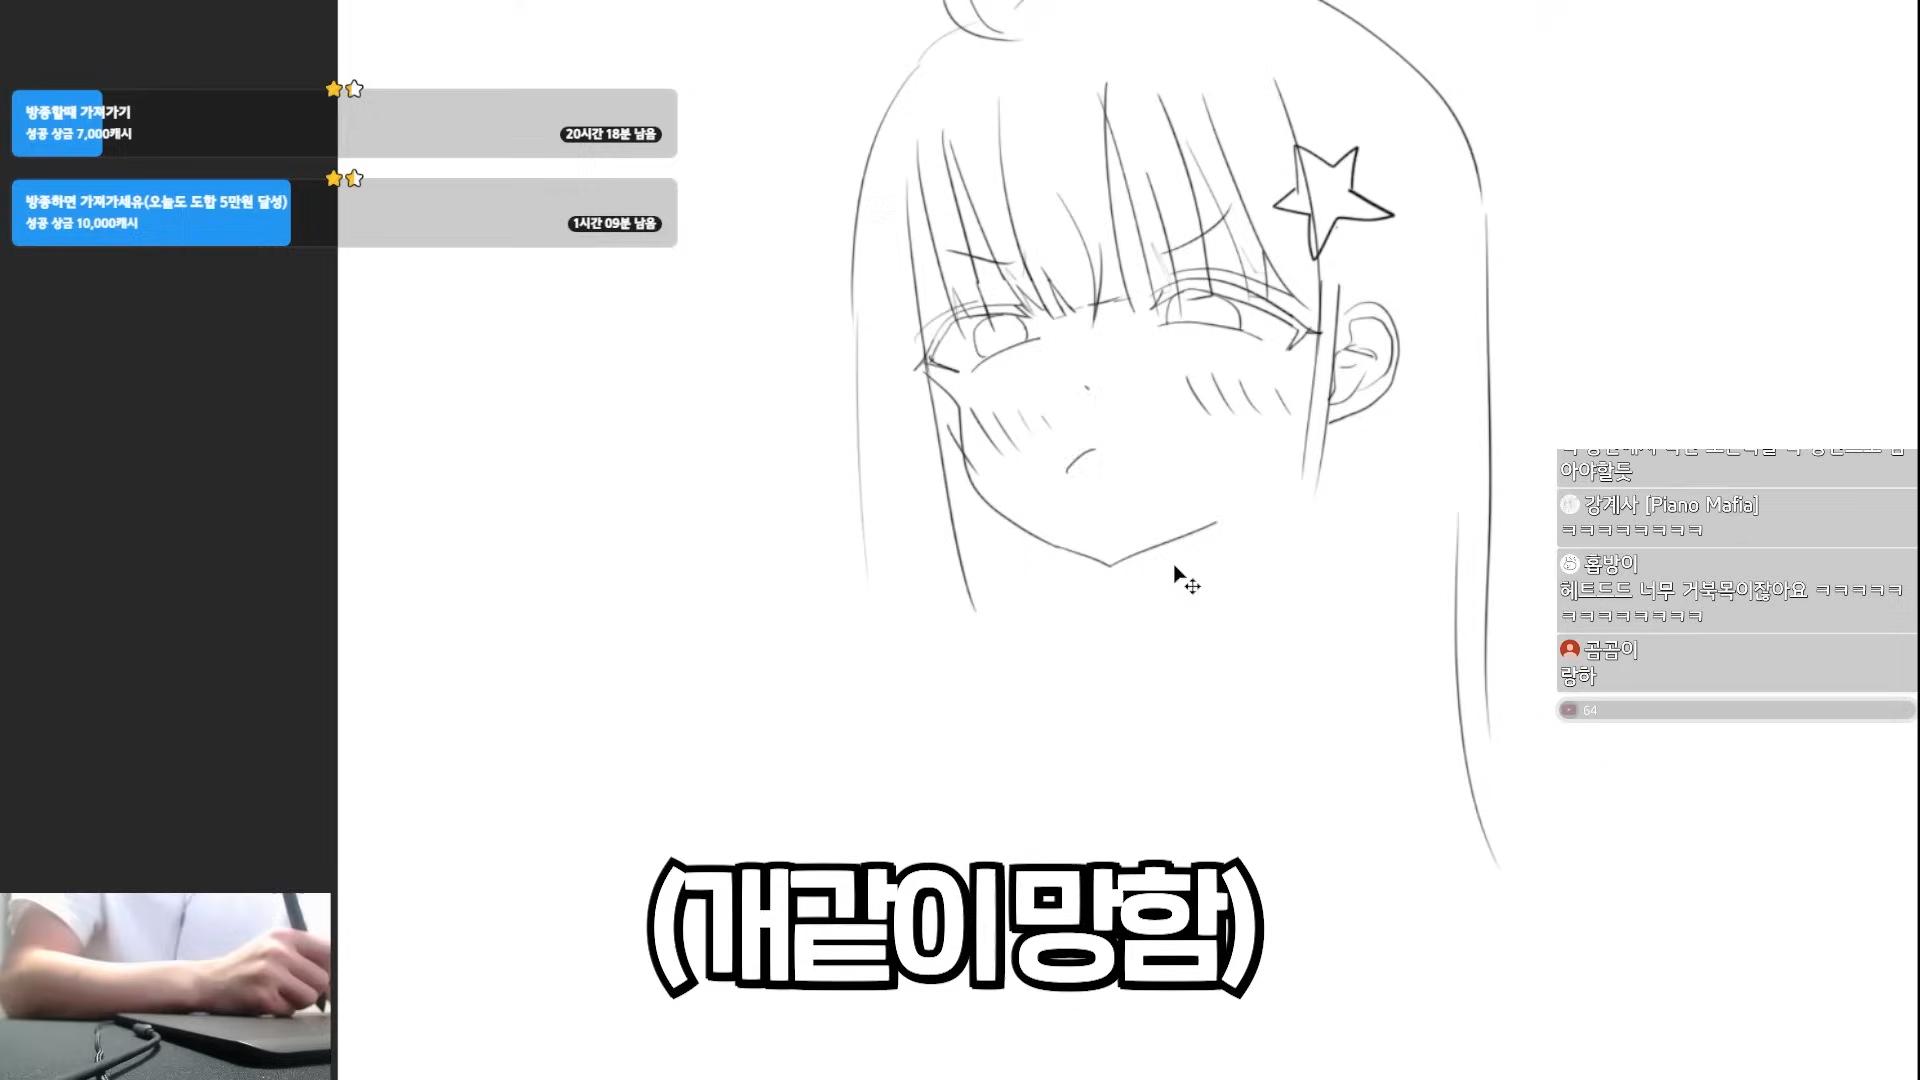 방종할때 가져가기
성공 상금 7,000캐시
20시간 18분 남음
방종하면 가져가세유(오늘도 도합 5만원 달성)
성공 상금 10,000캐시
1시간 09분 남음
아야할듯
강계사 [Piano Mafia]
ㅋㅋㅋㅋㅋㅋㅋㅋ
홉방이
헤트드드 너무 거북목이잖아요 ㅋㅋㅋㅋㅋ
ㅋㅋㅋㅋㅋㅋㅋㅋ
곰곰이
랑하
64
(개같이 망함)